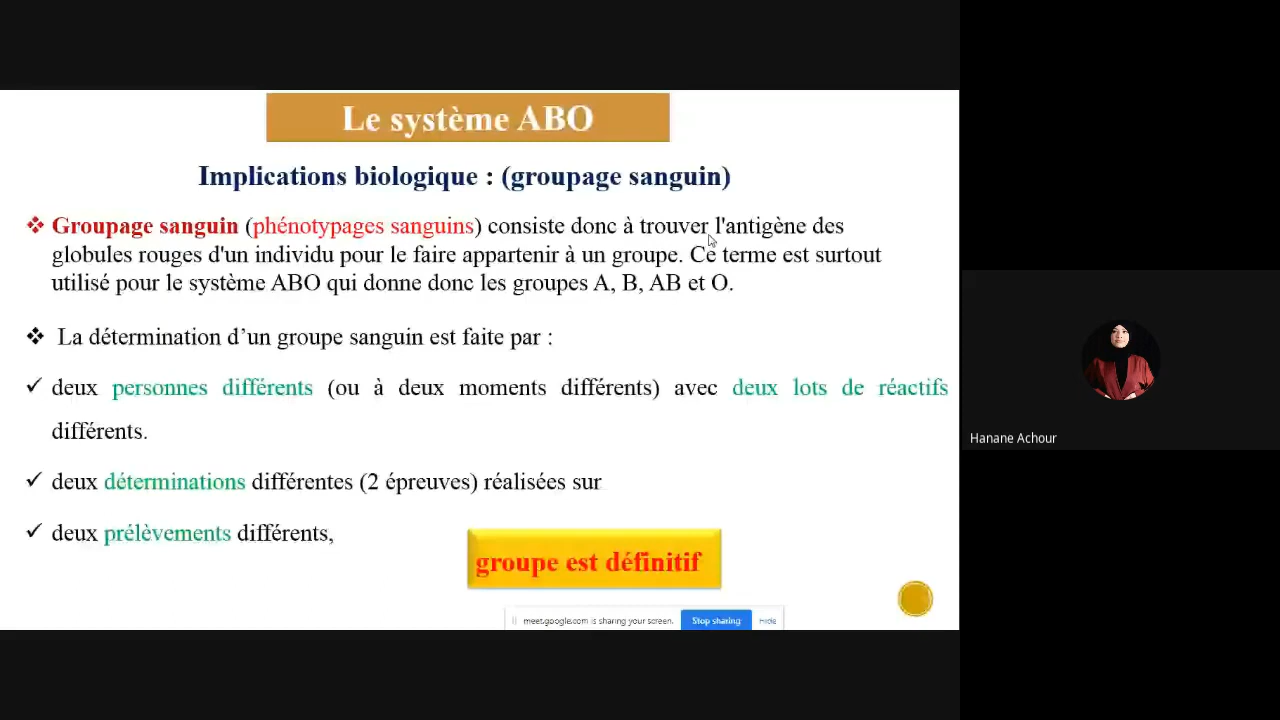 Le système ABO
Implications biologique : (groupage sanguin)
❖ Groupage sanguin (phénotypages sanguins) consiste donc à trouver l'antigène des
globules rouges d'un individu pour le faire appartenir à un groupe. Ce terme est surtout
utilisé pour le système ABO qui donne donc les groupes A, B, AB et O.
❖ La détermination d’un groupe sanguin est faite par :
✓ deux personnes différents (ou à deux moments différents) avec deux lots de réactifs
différents.
✓ deux déterminations différentes (2 épreuves) réalisées sur
✓ deux prélèvements différents,
groupe est définitif
meet.google.com is sharing your screen. Stop sharing Hide
Hanane Achour